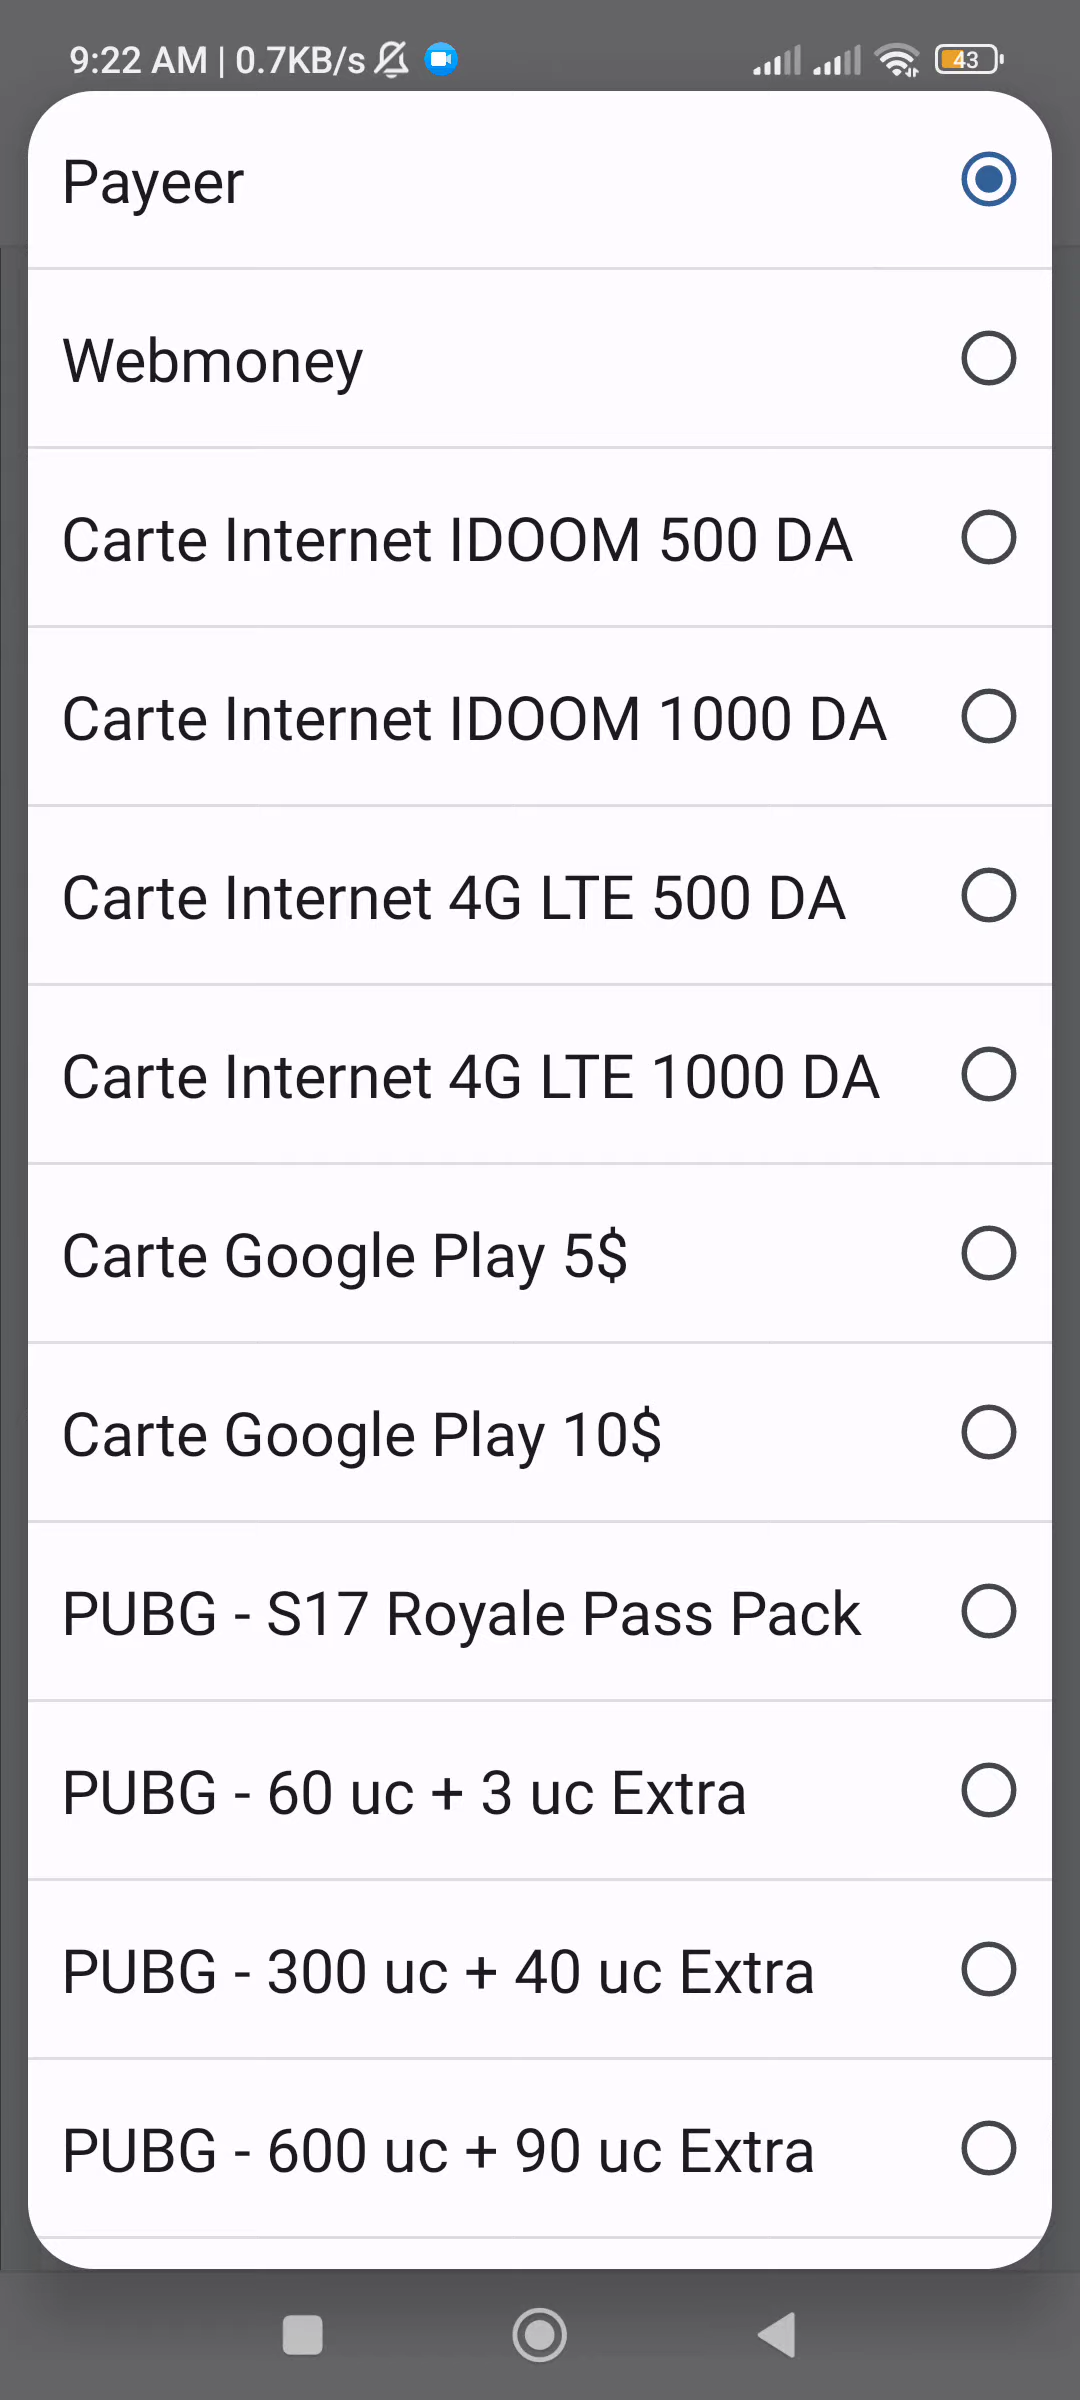 9:22 AM | 0.7KB/s 43
Payeer
Webmoney
Carte Internet IDOOM 500 DA
Carte Internet IDOOM 1000 DA
Carte Internet 4G LTE 500 DA
Carte Internet 4G LTE 1000 DA
Carte Google Play 5$
Carte Google Play 10$
PUBG - S17 Royale Pass Pack
PUBG - 60 uc + 3 uc Extra
PUBG - 300 uc + 40 uc Extra
PUBG - 600 uc + 90 uc Extra